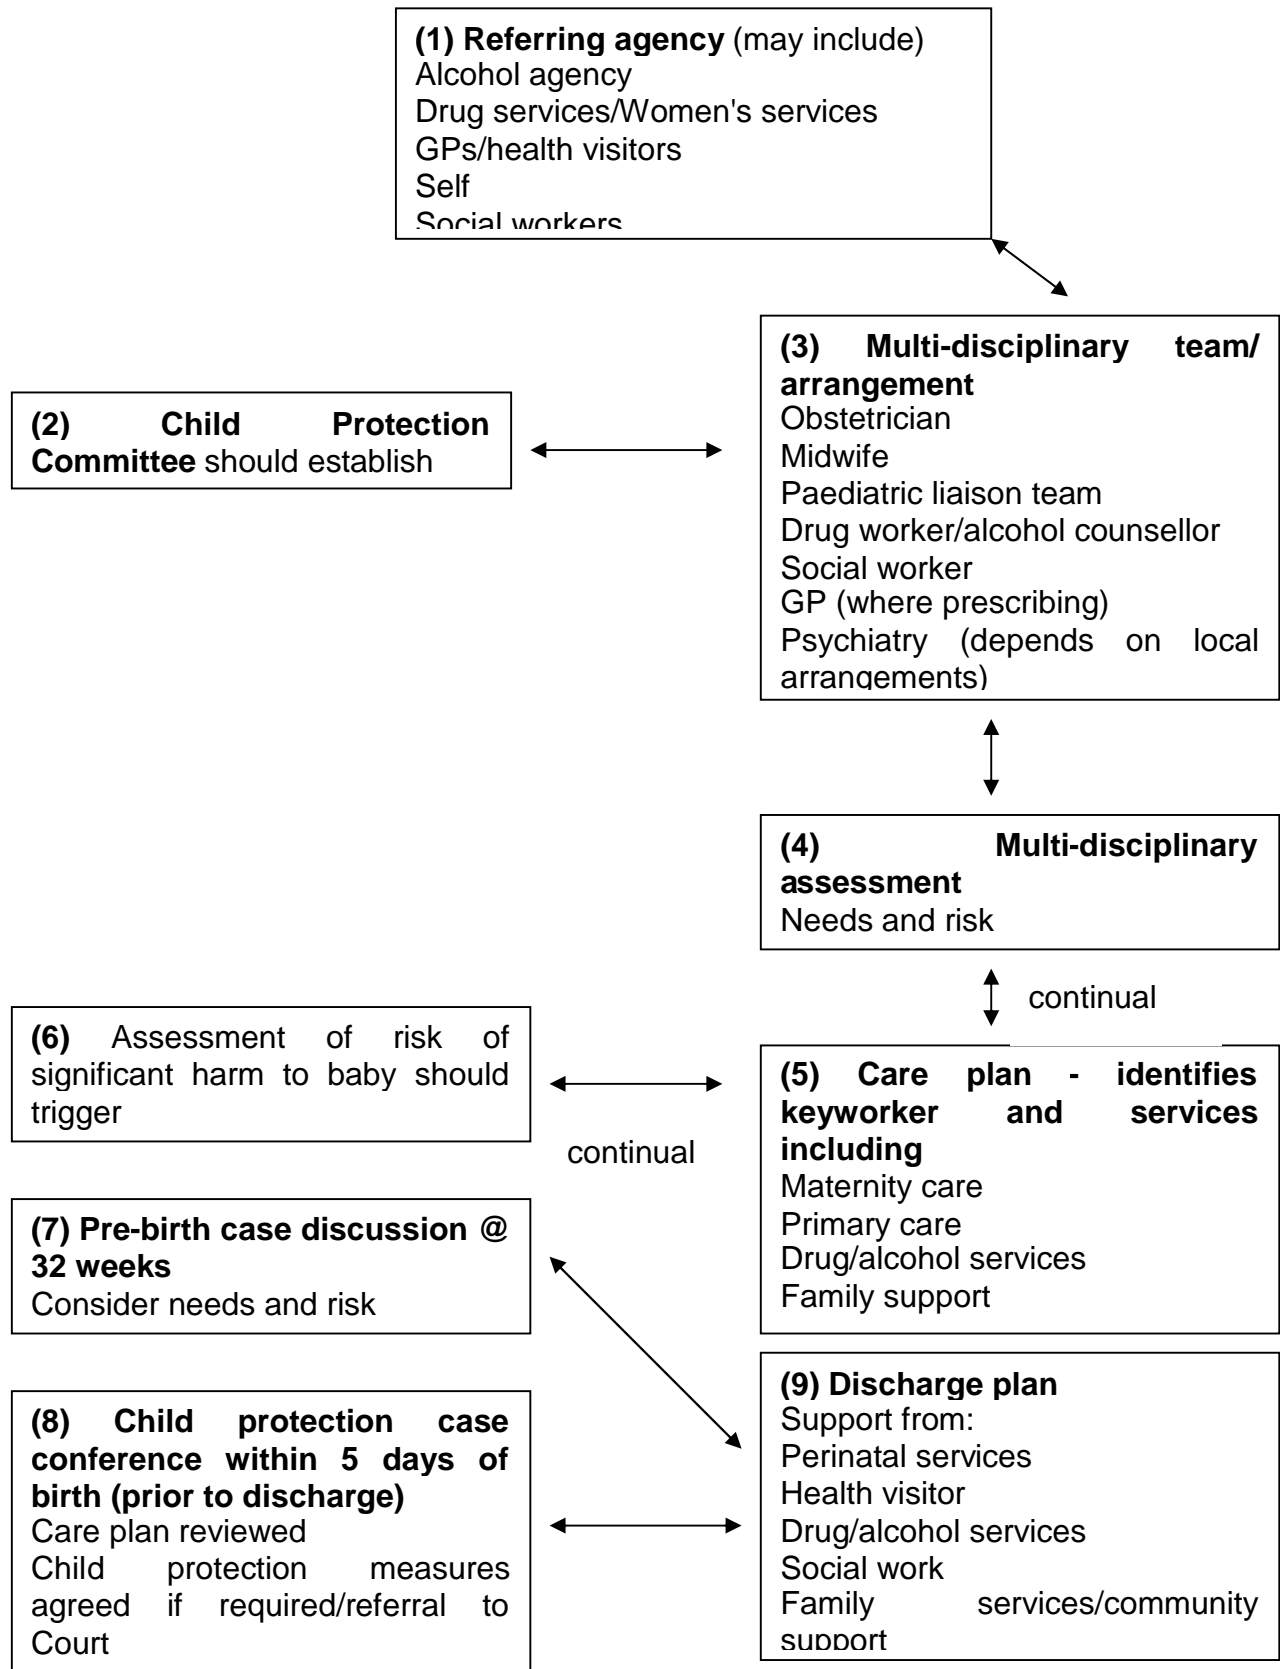 (1) Referring agency (may include)
Alcohol agency
Drug services/Women's services
GPs/health visitors
Self
Social workers
(2) Child Protection
Committee should establish
(3) Multi-disciplinary team/
arrangement
Obstetrician
Midwife
Paediatric liaison team
Drug worker/alcohol counsellor
Social worker
GP (where prescribing)
Psychiatry (depends on local
arrangements)
(4) Multi-disciplinary
assessment
Needs and risk
continual
(5) Care plan - identifies
keyworker and services
including
Maternity care
Primary care
Drug/alcohol services
Family support
(6) Assessment of risk of
significant harm to baby should
trigger
continual
(7) Pre-birth case discussion @
32 weeks
Consider needs and risk
(8) Child protection case
conference within 5 days of
birth (prior to discharge)
Care plan reviewed
Child protection measures
agreed if required/referral to
Court
(9) Discharge plan
Support from:
Perinatal services
Health visitor
Drug/alcohol services
Social work
Family services/community
support